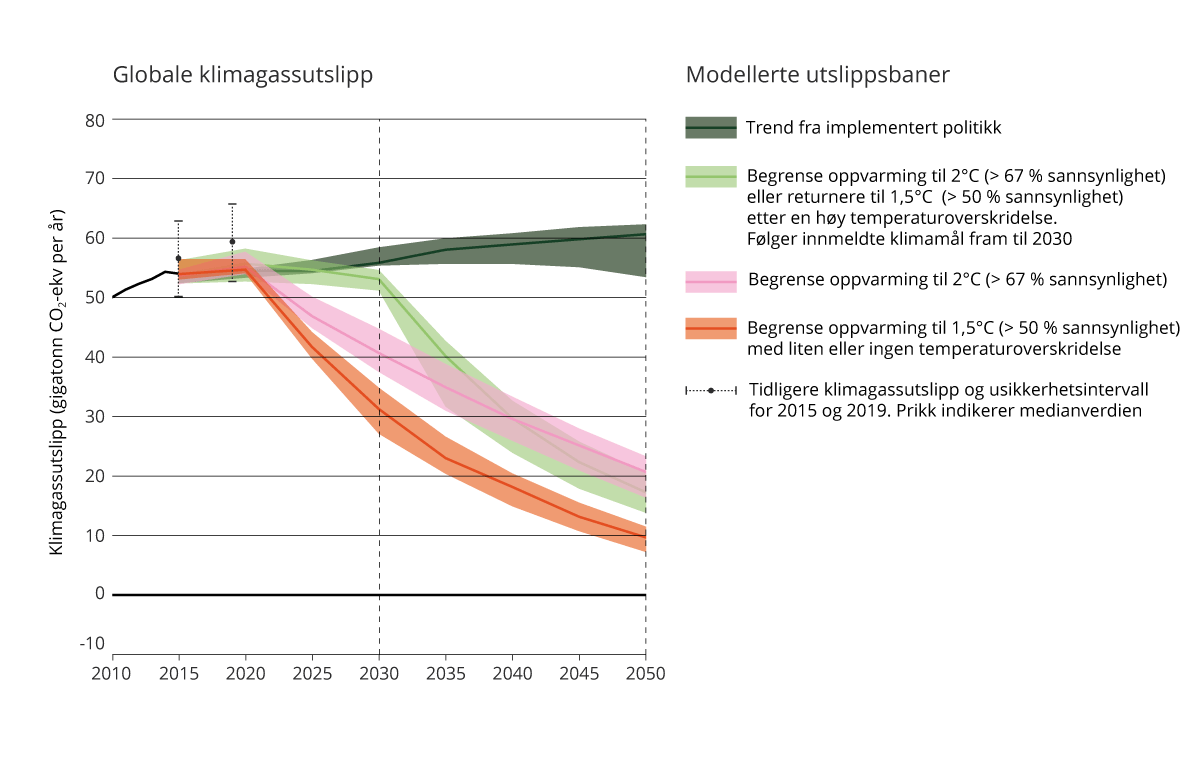 Globale klimagassutslipp
Klimagassutslipp (gigatonn CO₂-ekv per år)
80
70
60
50
40
30
20
10
0
-10
2010 2015 2020 2025 2030 2035 2040 2045 2050
Modellerte utslippsbaner
Trend fra implementert politikk
Begrense oppvarming til 2°C (> 67 % sannsynlighet)
eller returnere til 1,5°C (> 50 % sannsynlighet)
etter en høy temperaturoverskridelse.
Følger innmeldte klimamål fram til 2030
Begrense oppvarming til 2°C (> 67 % sannsynlighet)
Begrense oppvarming til 1,5°C (> 50 % sannsynlighet)
med liten eller ingen temperaturoverskridelse
Tidligere klimagassutslipp og usikkerhetsintervall
for 2015 og 2019. Prikk indikerer medianverdien